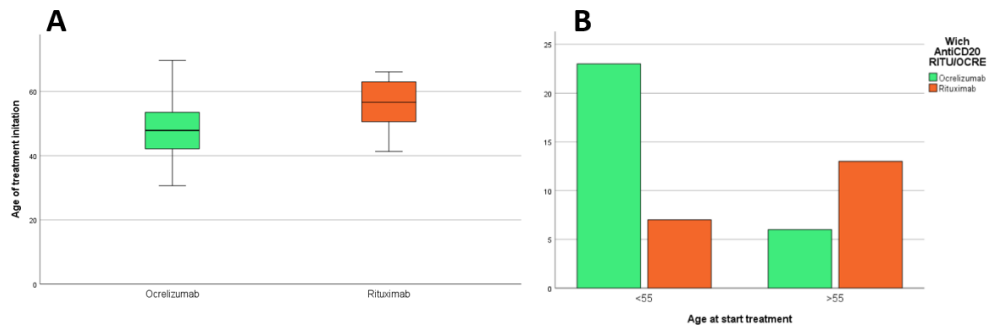 A
Age of treatment initation
60
40
20
0
Ocrelizumab
Rituximab
B
25
20
15
10
5
0
<55
>55
Age at start treatment
Wich
AntiCD20
RITU/OCRE
Ocrelizumab
Rituximab